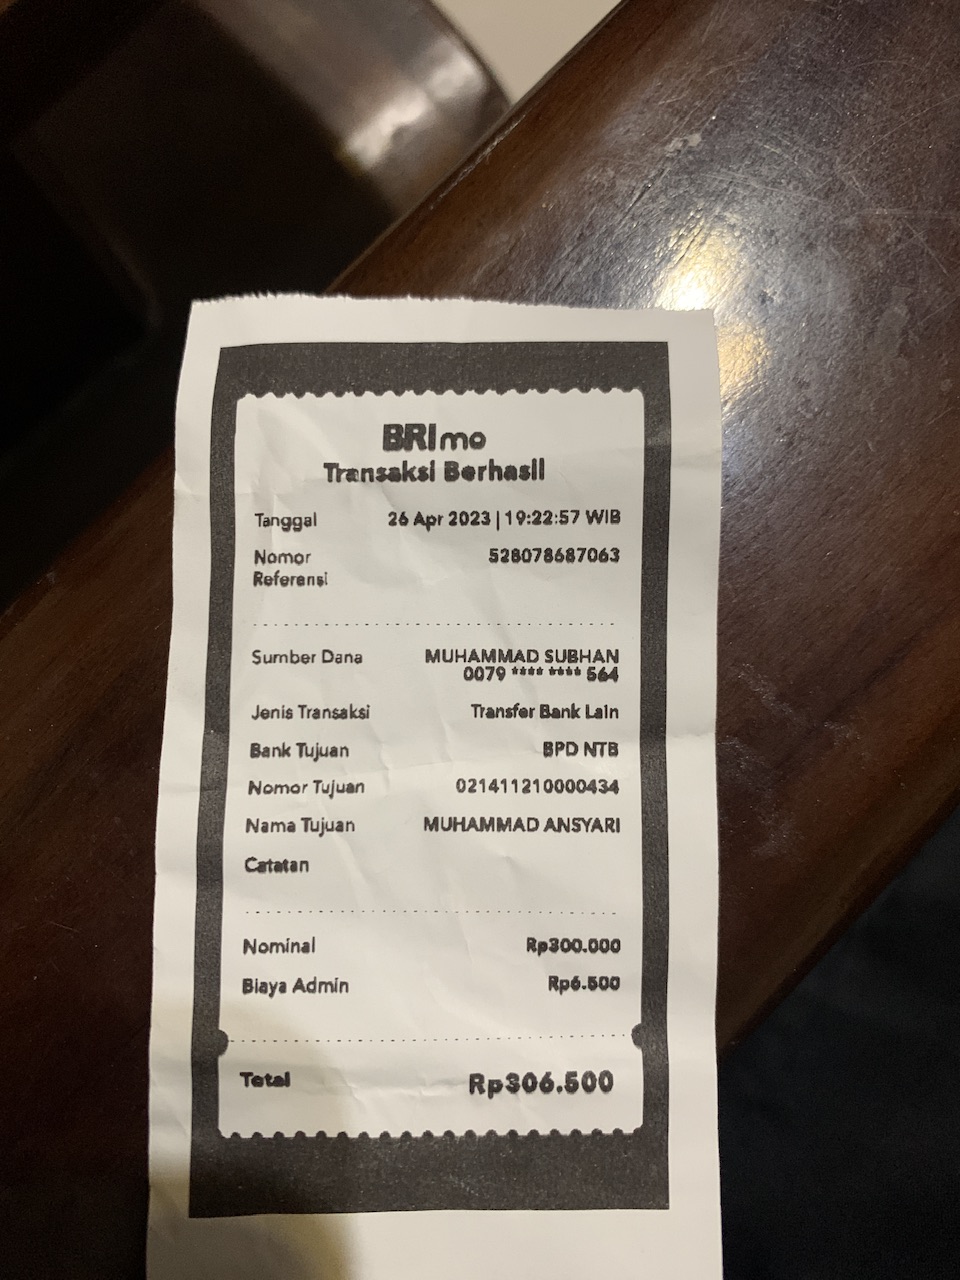 BRImo
Transaksi Berhasil
Tanggal 26 Apr 2023 | 19:22:57 WIB
Nomor 528078687063
Referensi
Sumber Dana MUHAMMAD SUBHAN
0079 **** **** 564
Jenis Transaksi Transfer Bank Lain
Bank Tujuan BPD NTB
Nomor Tujuan 021411210000434
Nama Tujuan MUHAMMAD ANSYARI
Catatan
Nominal Rp300.000
Biaya Admin Rp6.500
Total Rp306.500